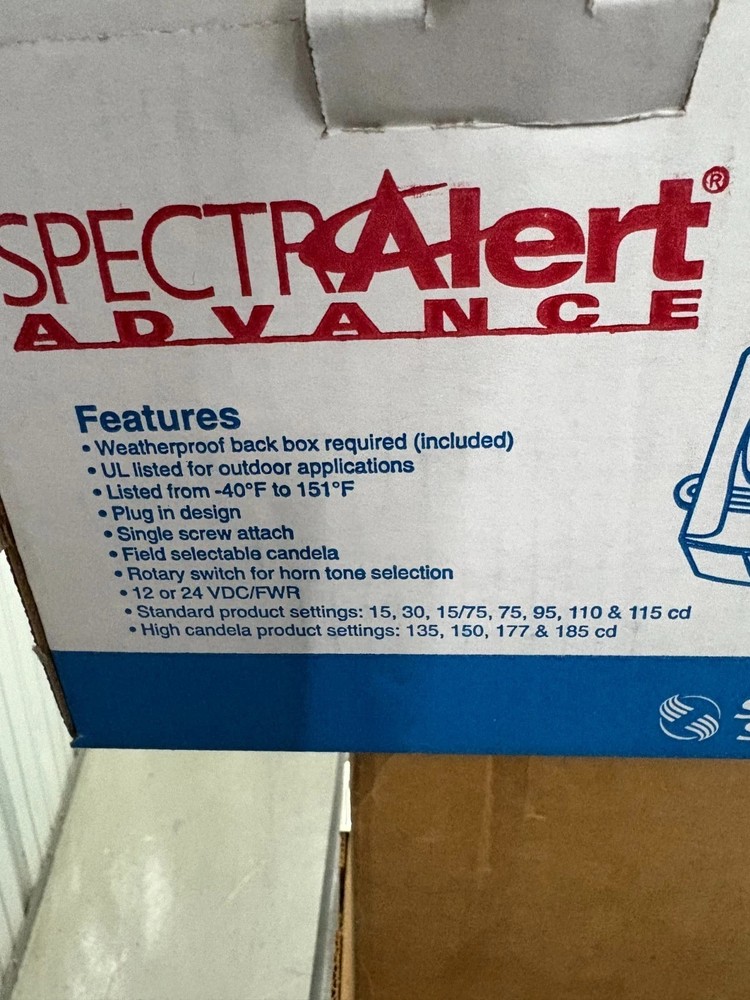 SPECTRAlert®
ADVANCE
Features
• Weatherproof back box required (included)
• UL listed for outdoor applications
• Listed from -40°F to 151°F
• Plug in design
• Single screw attach
• Field selectable candela
• Rotary switch for horn tone selection
• 12 or 24 VDC/FWR
• Standard product settings: 15, 30, 15/75, 75, 95, 110 & 115 cd
• High candela product settings: 135, 150, 177 & 185 cd